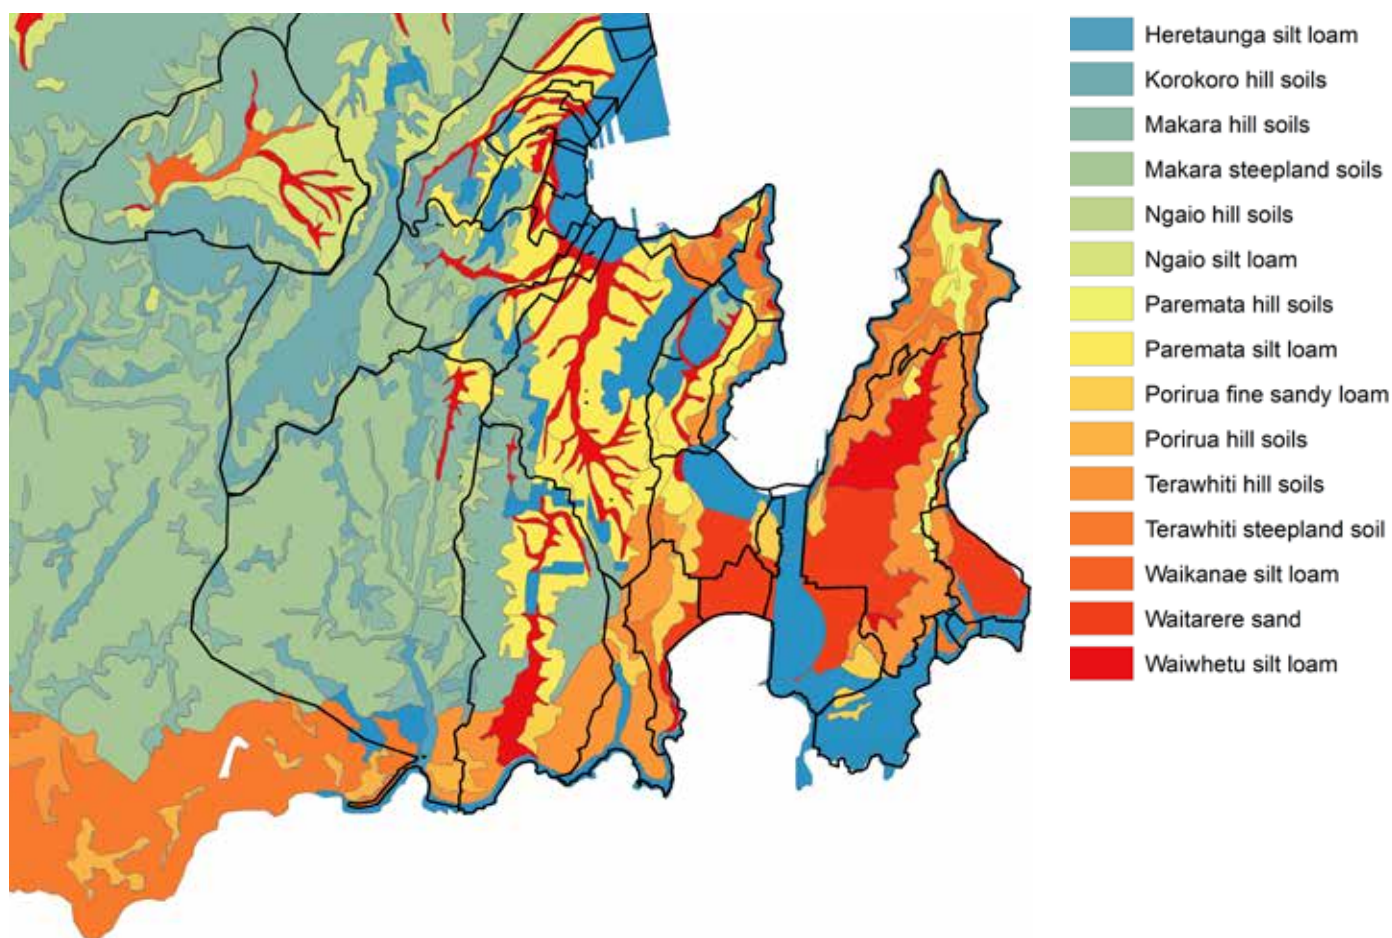 Heretaunga silt loam
Korokoro hill soils
Makara hill soils
Makara steepland soils
Ngaio hill soils
Ngaio silt loam
Paremata hill soils
Paremata silt loam
Porirua fine sandy loam
Porirua hill soils
Terawhiti hill soils
Terawhiti steepland soil
Waikanae silt loam
Waitarere sand
Waiwhetu silt loam